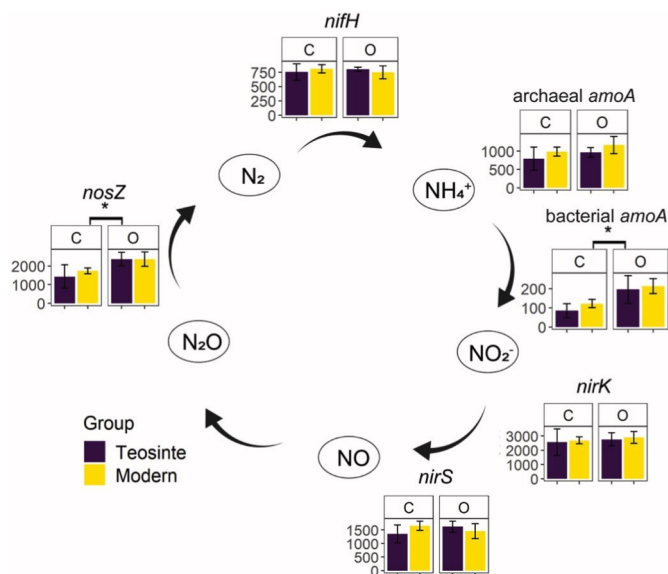 nifH
C O
750
500
250
0
archaeal amoA
C O
1000
500
0
N₂
NH₄⁺
nosZ
*
C O
2000
1000
0
bacterial amoA
*
C O
200
100
0
N₂O
NO₂⁻
nirK
C O
3000
2000
1000
0
Group
Teosinte
Modern
NO
nirS
C O
1500
1000
500
0